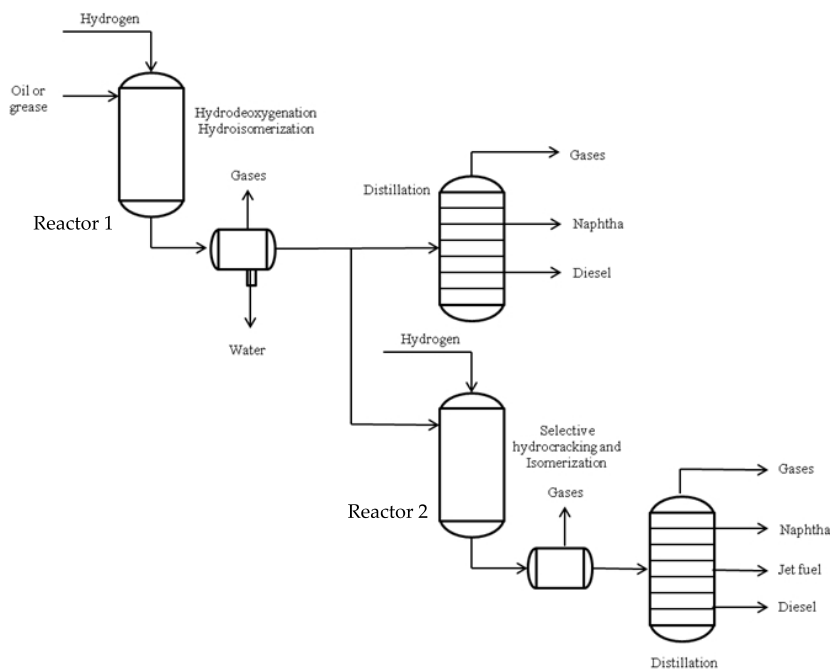 Hydrogen
Oil or
grease
Hydrodeoxygenation
Hydroisomerization
Reactor 1
Gases
Water
Distillation
Gases
Naphtha
Diesel
Hydrogen
Selective
hydrocracking and
Isomerization
Reactor 2
Gases
Gases
Naphtha
Jet fuel
Diesel
Distillation